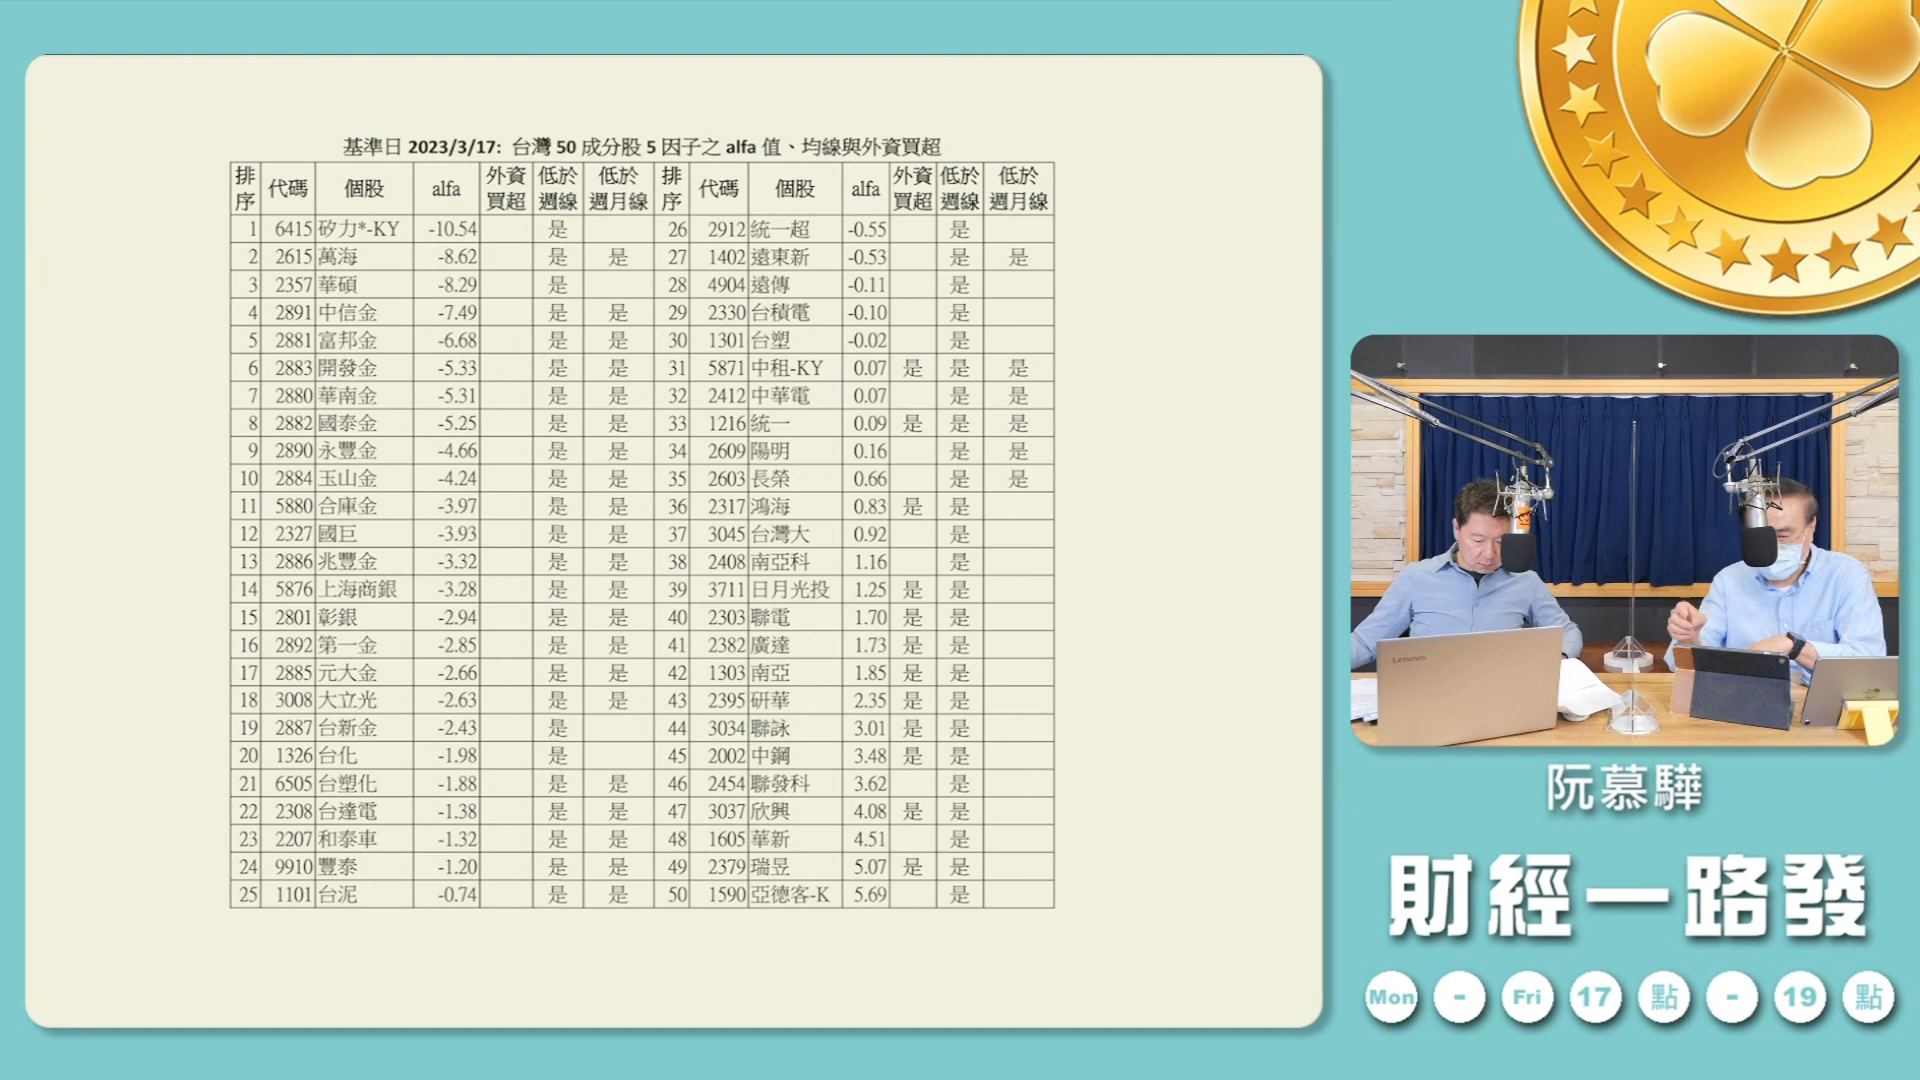 基準日 2023/3/17: 台灣 50 成分股 5 因子之 alfa 值、均線與外資買超
排序 代碼 個股 alfa 外資買超 低於週線 低於週月線 排序 代碼 個股 alfa 外資買超 低於週線 低於週月線
1 6415 矽力*-KY -10.54 是 26 2912 統一超 -0.55 是
2 2615 萬海 -8.62 是 是 27 1402 遠東新 -0.53 是 是
3 2357 華碩 -8.29 是 28 4904 遠傳 -0.11 是
4 2891 中信金 -7.49 是 是 29 2330 台積電 -0.10 是
5 2881 富邦金 -6.68 是 是 30 1301 台塑 -0.02 是
6 2883 開發金 -5.33 是 是 31 5871 中租-KY 0.07 是 是 是
7 2880 華南金 -5.31 是 是 32 2412 中華電 0.07 是 是
8 2882 國泰金 -5.25 是 是 33 1216 統一 0.09 是 是 是
9 2890 永豐金 -4.66 是 是 34 2609 陽明 0.16 是 是
10 2884 玉山金 -4.24 是 是 35 2603 長榮 0.66 是 是
11 5880 合庫金 -3.97 是 是 36 2317 鴻海 0.83 是 是
12 2327 國巨 -3.93 是 是 37 3045 台灣大 0.92 是
13 2886 兆豐金 -3.32 是 是 38 2408 南亞科 1.16 是
14 5876 上海商銀 -3.28 是 是 39 3711 日月光投 1.25 是 是
15 2801 彰銀 -2.94 是 是 40 2303 聯電 1.70 是 是
16 2892 第一金 -2.85 是 是 41 2382 廣達 1.73 是 是
17 2885 元大金 -2.66 是 是 42 1303 南亞 1.85 是 是
18 3008 大立光 -2.63 是 是 43 2395 研華 2.35 是 是
19 2887 台新金 -2.43 是 44 3034 聯詠 3.01 是 是
20 1326 台化 -1.98 是 45 2002 中鋼 3.48 是 是
21 6505 台塑化 -1.88 是 是 46 2454 聯發科 3.62 是
22 2308 台達電 -1.38 是 是 47 3037 欣興 4.08 是 是
23 2207 和泰車 -1.32 是 是 48 1605 華新 4.51 是
24 9910 豐泰 -1.20 是 是 49 2379 瑞昱 5.07 是 是
25 1101 台泥 -0.74 是 是 50 1590 亞德客-K 5.69 是
Lenovo
阮慕驊
財經一路發
Mon - Fri 17 點 - 19 點